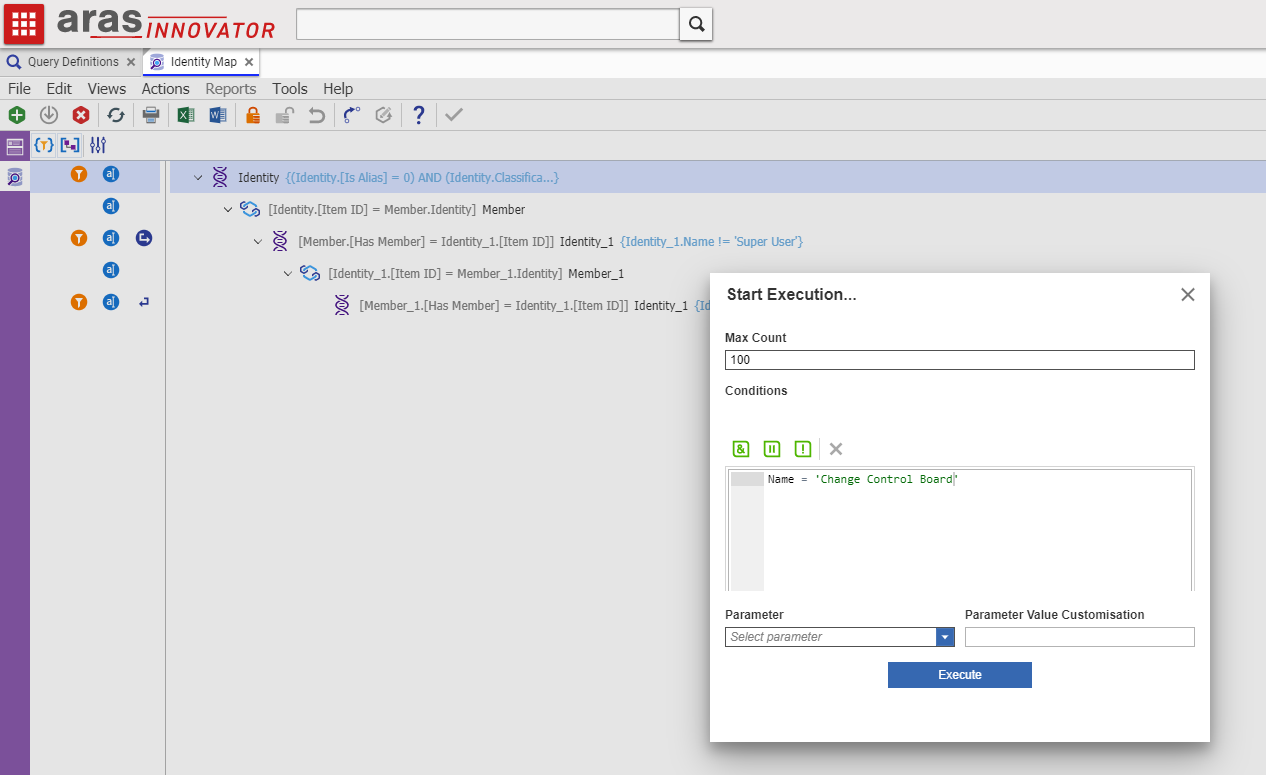 aras INNOVATOR
Query Definitions
Identity Map
File Edit Views Actions Reports Tools Help
Identity {(Identity.[Is Alias] = 0) AND (Identity.Classifica...}
[Identity.[Item ID] = Member.Identity] Member
[Member.[Has Member] = Identity_1.[Item ID]] Identity_1 {Identity_1.Name != 'Super User'}
[Identity_1.[Item ID] = Member_1.Identity] Member_1
[Member_1.[Has Member] = Identity_1.[Item ID]] Identity_1 {Id
Start Execution...
Max Count
100
Conditions
Name = 'Change Control Board'
Parameter
Parameter Value Customisation
Select parameter
Execute